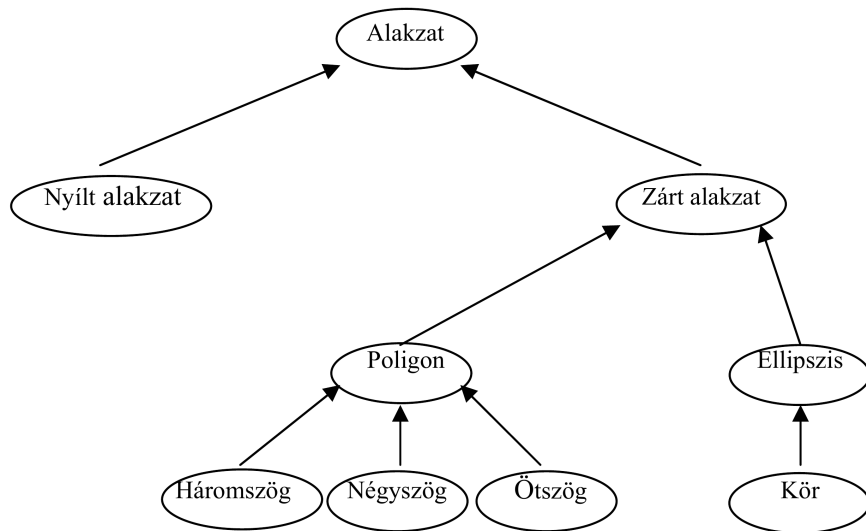 Alakzat
Nyílt alakzat
Zárt alakzat
Poligon
Ellipszis
Háromszög
Négyszög
Ötszög
Kör